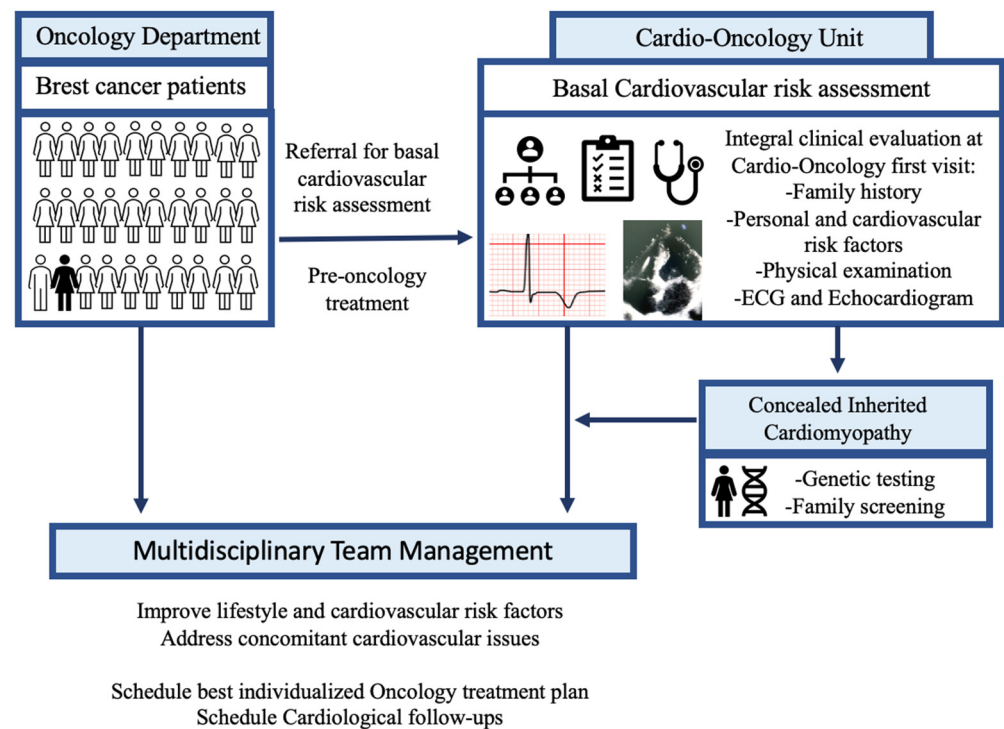 Oncology Department
Brest cancer patients
Referral for basal
cardiovascular
risk assessment
Pre-oncology
treatment
Cardio-Oncology Unit
Basal Cardiovascular risk assessment
Integral clinical evaluation at
Cardio-Oncology first visit:
-Family history
-Personal and cardiovascular
risk factors
-Physical examination
-ECG and Echocardiogram
Concealed Inherited
Cardiomyopathy
-Genetic testing
-Family screening
Multidisciplinary Team Management
Improve lifestyle and cardiovascular risk factors
Address concomitant cardiovascular issues
Schedule best individualized Oncology treatment plan
Schedule Cardiological follow-ups